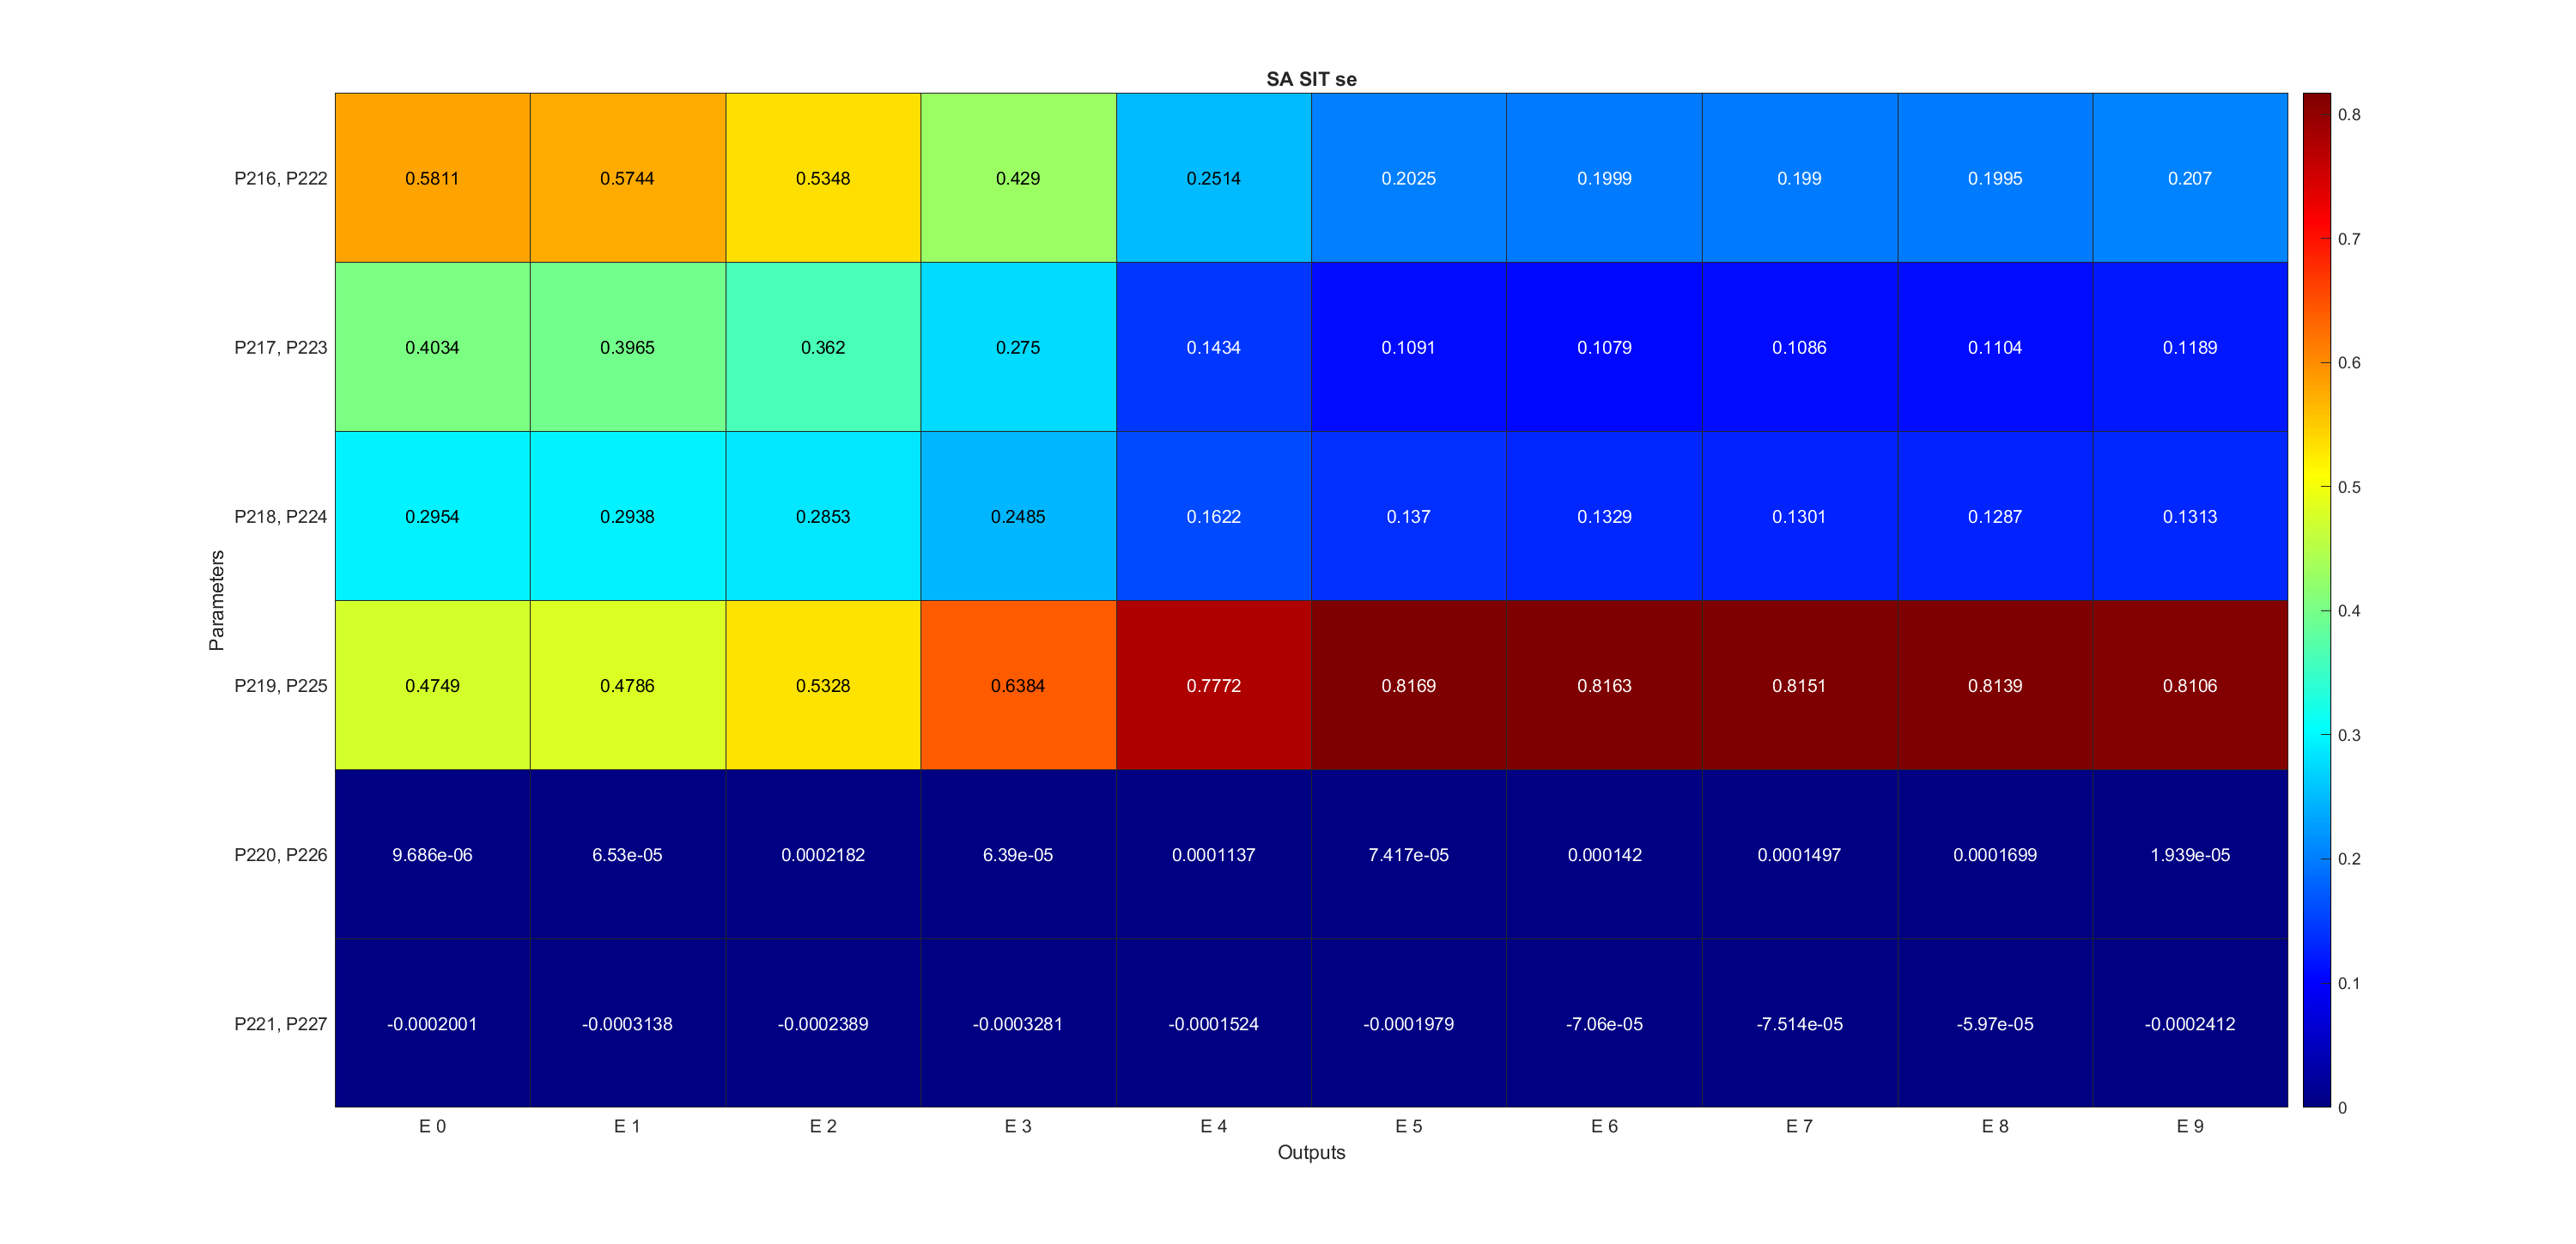 SA SIT se
P216, P222 0.5811 0.5744 0.5348 0.429 0.2514 0.2025 0.1999 0.199 0.1995 0.207
P217, P223 0.4034 0.3965 0.362 0.275 0.1434 0.1091 0.1079 0.1086 0.1104 0.1189
P218, P224 0.2954 0.2938 0.2853 0.2485 0.1622 0.137 0.1329 0.1301 0.1287 0.1313
P219, P225 0.4749 0.4786 0.5328 0.6384 0.7772 0.8169 0.8163 0.8151 0.8139 0.8106
P220, P226 9.686e-06 6.53e-05 0.0002182 6.39e-05 0.0001137 7.417e-05 0.000142 0.0001497 0.0001699 1.939e-05
P221, P227 -0.0002001 -0.0003138 -0.0002389 -0.0003281 -0.0001524 -0.0001979 -7.06e-05 -7.514e-05 -5.97e-05 -0.0002412
E 0 E 1 E 2 E 3 E 4 E 5 E 6 E 7 E 8 E 9
Outputs
Parameters
0.8
0.7
0.6
0.5
0.4
0.3
0.2
0.1
0